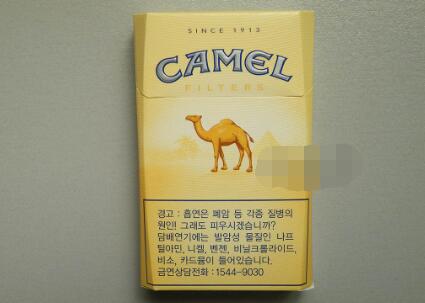 SINCE 1913
CAMEL
FILTERS
경고 : 흡연은 폐암 등 각종 질병의
원인! 그래도 피우시겠습니까?
담배연기에는 발암성 물질인 나프
틸아민, 니켈, 벤젠, 비닐크롤라이드,
비소, 카드뮴이 들어있습니다.
금연상담전화 : 1544-9030